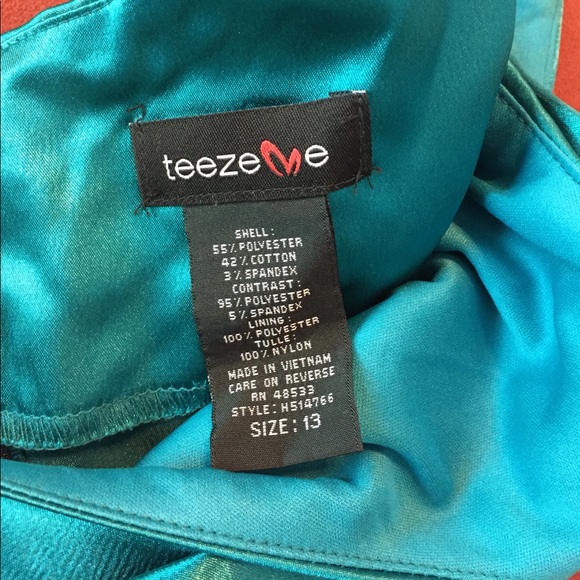 teezeme
SHELL:
55% POLYESTER
42% COTTON
3% SPANDEX
CONTRAST:
95% POLYESTER
5% SPANDEX
LINING:
100% POLYESTER
TULLE:
100% NYLON
MADE IN VIETNAM
CARE ON REVERSE
RN 48533
STYLE: H514766
SIZE: 13